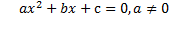 ax² + bx + c = 0, a ≠ 0